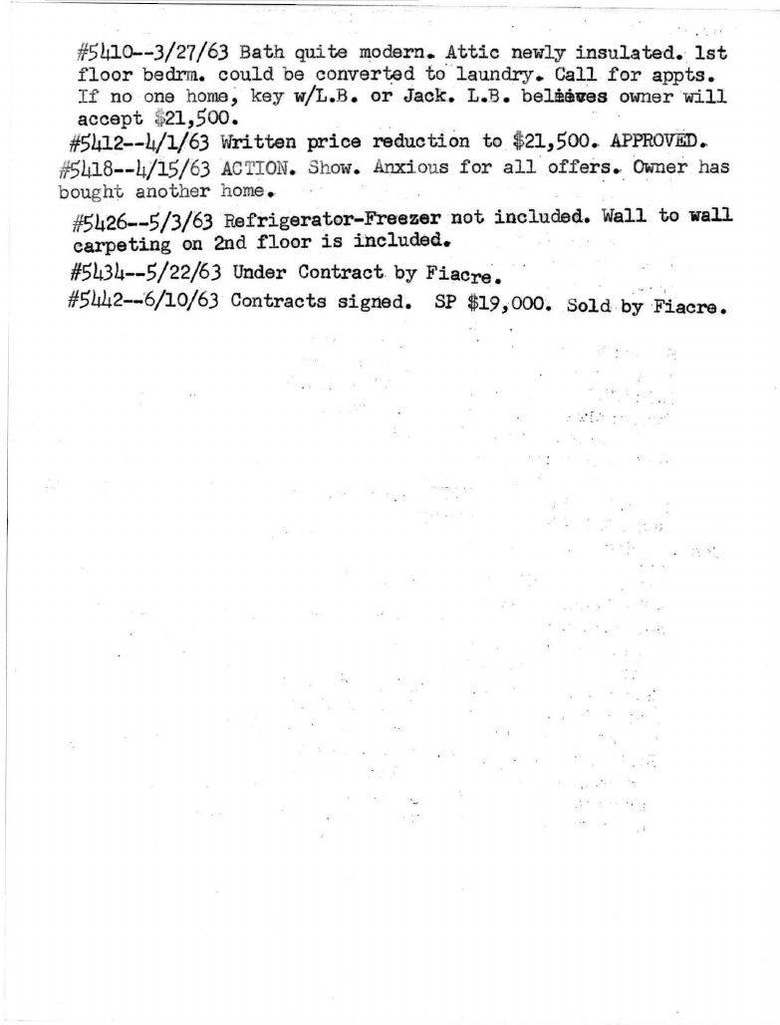 #5410--3/27/63 Bath quite modern. Attic newly insulated. 1st
floor bedrm. could be converted to laundry. Call for appts.
If no one home, key w/L.B. or Jack. L.B. believes owner will
accept $21,500.
#5412--4/1/63 Written price reduction to $21,500. APPROVED.
#5418--4/15/63 ACTION. Show. Anxious for all offers. Owner has
bought another home.
#5426--5/3/63 Refrigerator-Freezer not included. Wall to wall
carpeting on 2nd floor is included.
#5434--5/22/63 Under Contract by Fiacre.
#5442--6/10/63 Contracts signed. SP $19,000. Sold by Fiacre.